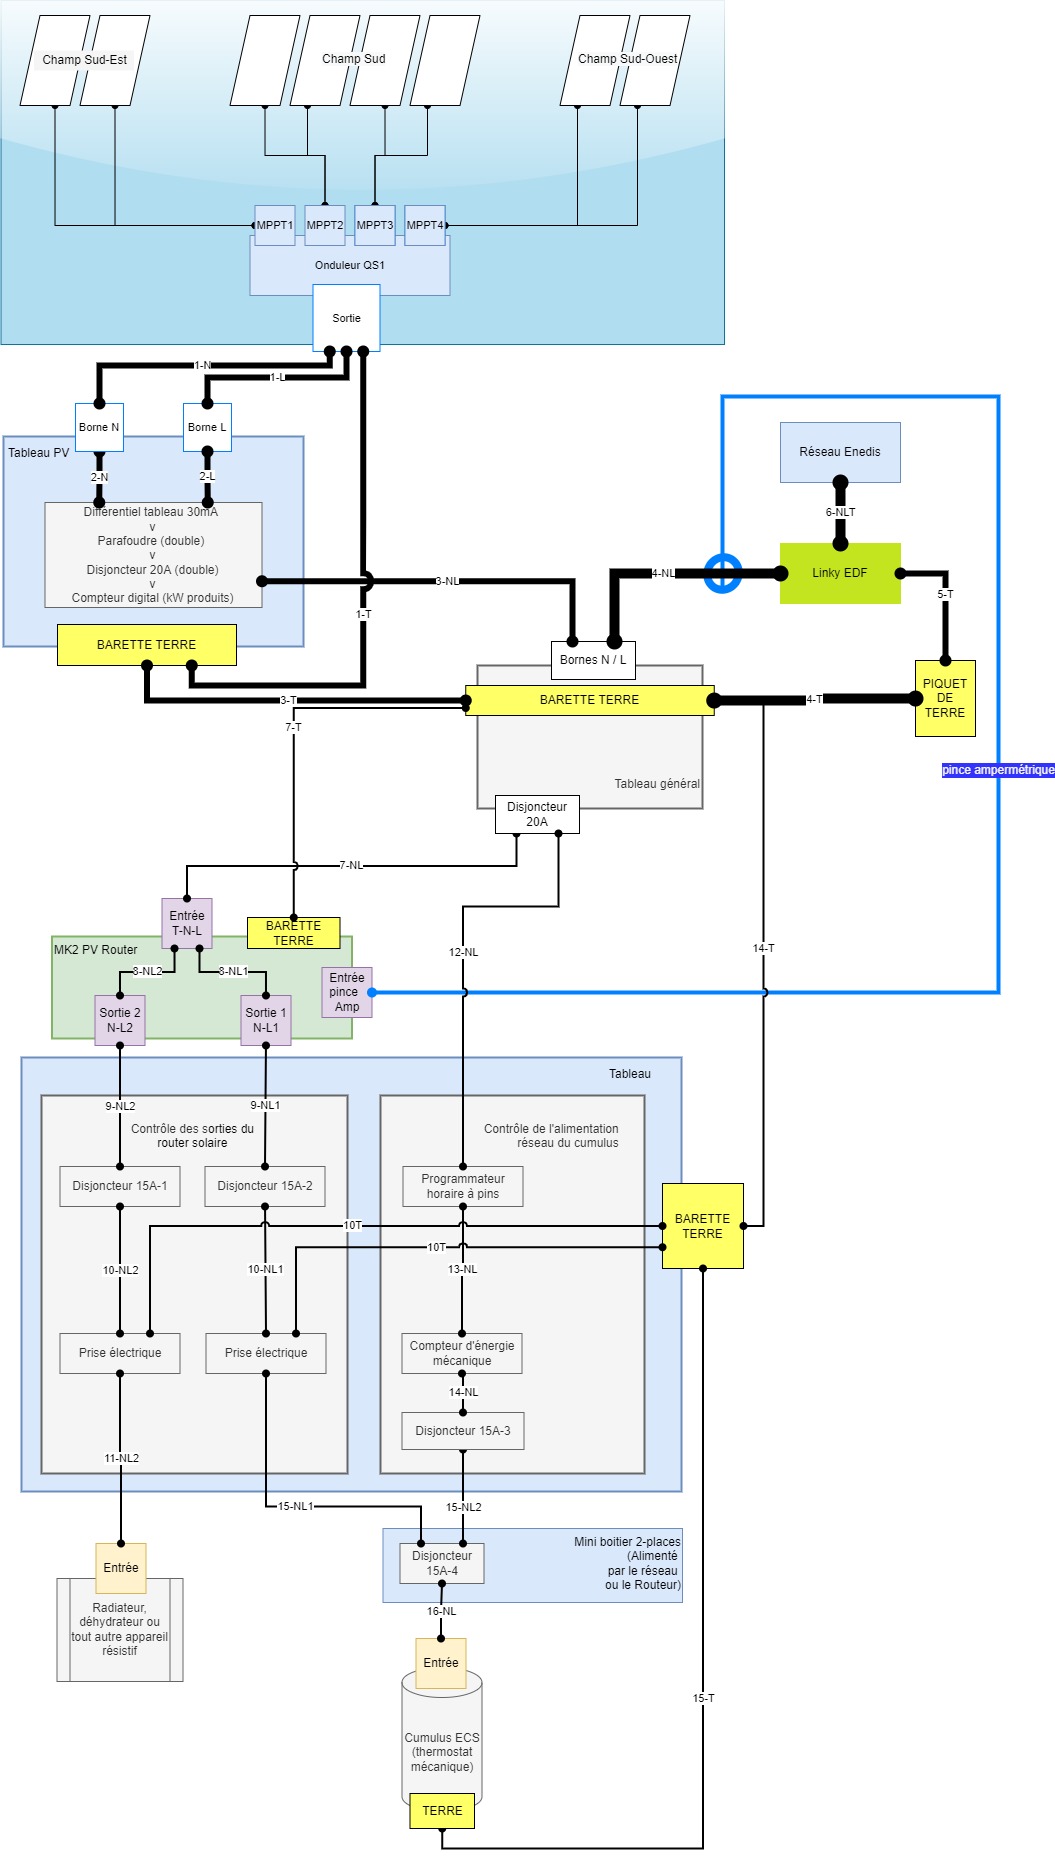 Champ Sud-Est
Champ Sud
Champ Sud-Ouest
MPPT1
MPPT2
MPPT3
MPPT4
Onduleur QS1
Sortie
1-N
1-L
Borne N
Borne L
Tableau PV
2-N
2-L
Différentiel tableau 30mA
v
Parafoudre (double)
v
Disjoncteur 20A (double)
v
Compteur digital (kW produits)
3-NL
1-T
BARETTE TERRE
Réseau Enedis
6-NLT
4-NL
Linky EDF
5-T
Bornes N / L
BARETTE TERRE
3-T
7-T
4-T
PIQUET
DE
TERRE
pince ampermétrique
Tableau général
Disjoncteur
20A
7-NL
Entrée
T-N-L
BARETTE
TERRE
MK2 PV Router
8-NL2
8-NL1
Entrée
pince
Amp
Sortie 2
N-L2
Sortie 1
N-L1
12-NL
14-T
Tableau
9-NL2
9-NL1
Contrôle des sorties du
router solaire
Contrôle de l'alimentation
réseau du cumulus
Disjoncteur 15A-1
Disjoncteur 15A-2
Programmateur
horaire à pins
BARETTE
TERRE
10T
10T
10-NL2
10-NL1
13-NL
Prise électrique
Prise électrique
Compteur d'énergie
mécanique
14-NL
Disjoncteur 15A-3
11-NL2
15-NL1
15-NL2
Mini boitier 2-places
(Alimenté
par le réseau
ou le Routeur)
Disjoncteur
15A-4
Entrée
Radiateur,
déhydrateur ou
tout autre appareil
résistif
16-NL
Entrée
15-T
Cumulus ECS
(thermostat
mécanique)
TERRE